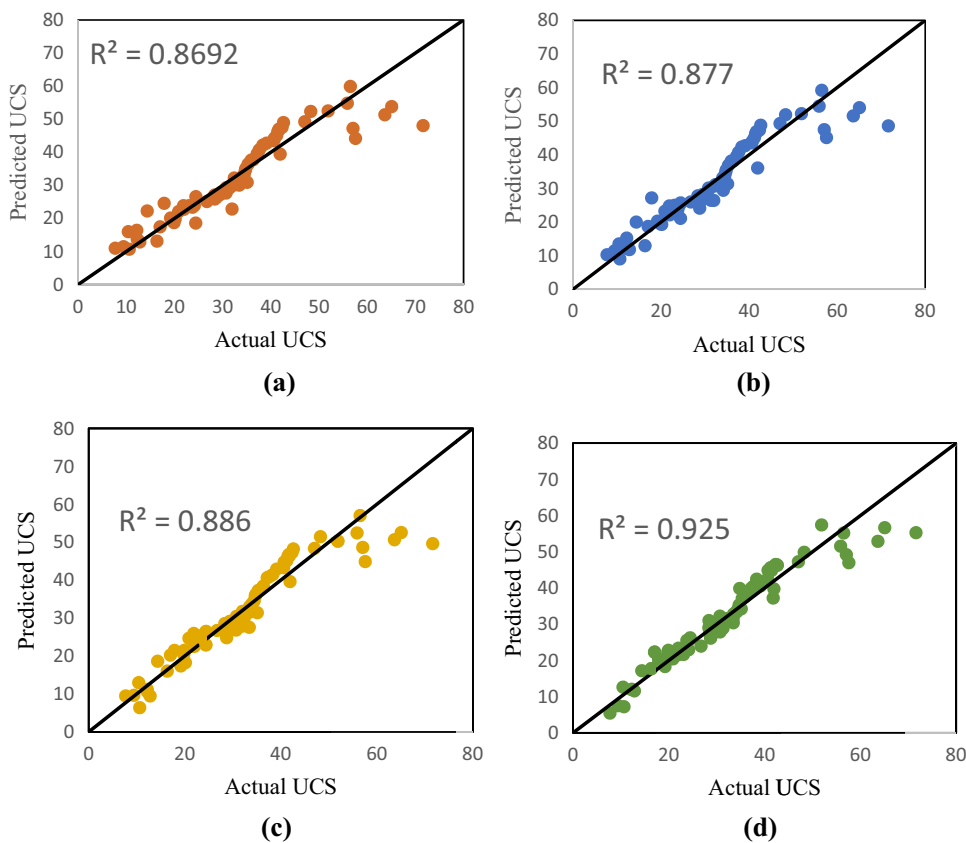 80
70
60
50
40
30
20
10
0
Predicted UCS
R² = 0.8692
0 10 20 30 40 50 60 70 80
Actual UCS
(a)
80
70
60
50
40
30
20
10
0
Predicted UCS
R² = 0.877
0 20 40 60 80
Actual UCS
(b)
80
70
60
50
40
30
20
10
0
Predicted UCS
R² = 0.886
0 20 40 60 80
Actual UCS
(c)
80
70
60
50
40
30
20
10
0
Predicted UCS
R² = 0.925
0 20 40 60 80
Actual UCS
(d)